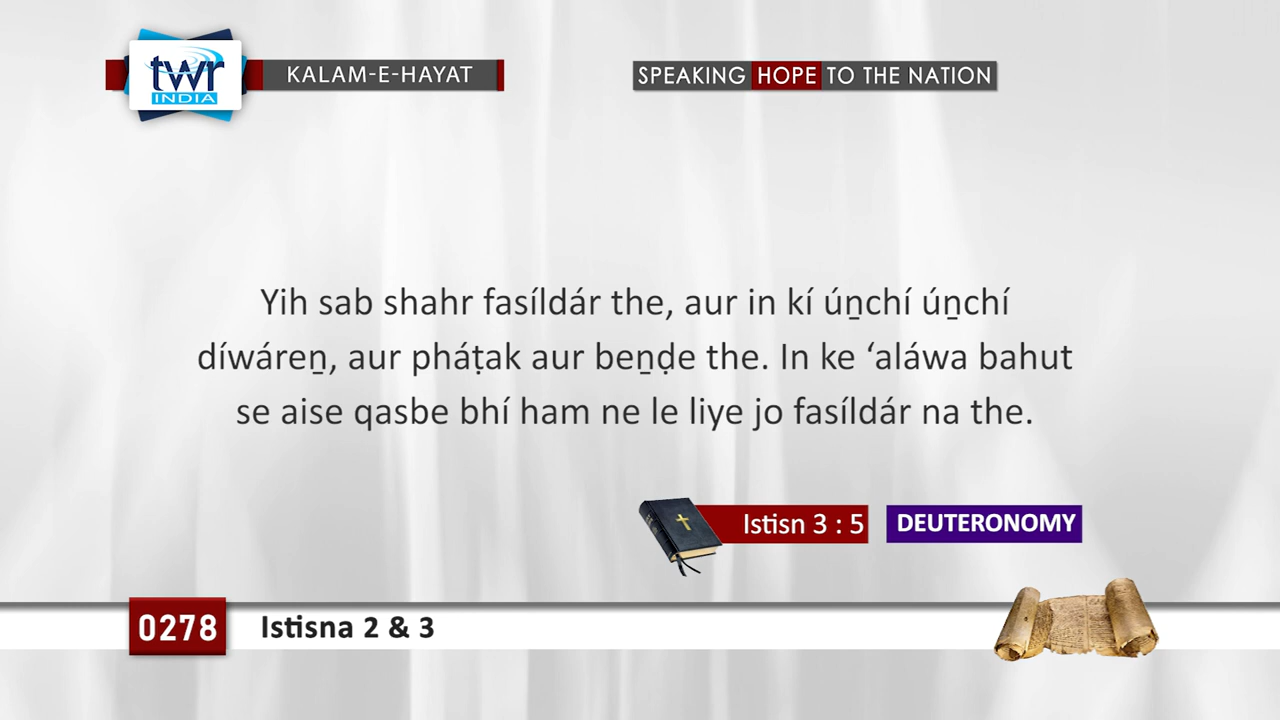 twr
INDIA
KALAM-E-HAYAT
SPEAKING HOPE TO THE NATION
Yih sab shahr fasíldár the, aur in kí úṉchí úṉchí
díwáreṉ, aur pháṭak aur beṉḍe the. In ke ‘aláwa bahut
se aise qasbe bhí ham ne le liye jo fasíldár na the.
Istisn 3 : 5
DEUTERONOMY
0278
Istisna 2 & 3